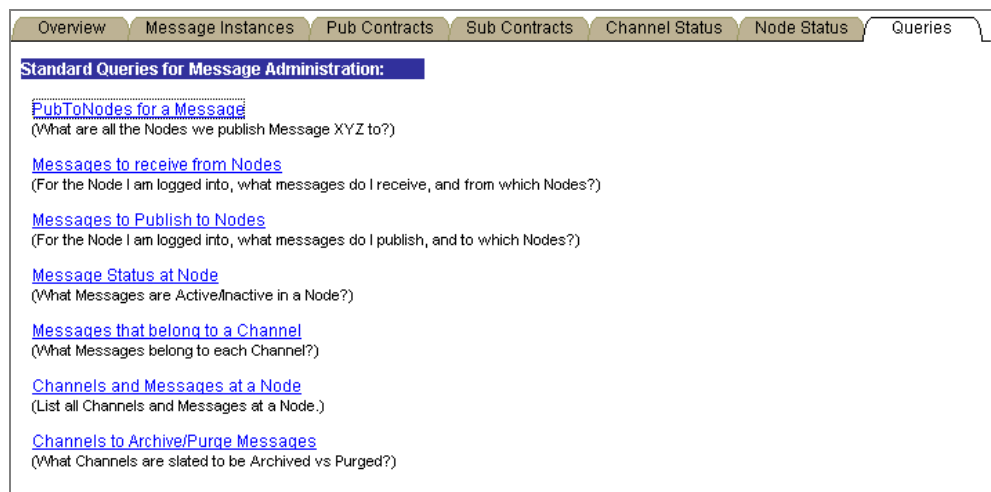 Overview Message Instances Pub Contracts Sub Contracts Channel Status Node Status Queries
Standard Queries for Message Administration:
PubToNodes for a Message
(What are all the Nodes we publish Message XYZ to?)
Messages to receive from Nodes
(For the Node I am logged into, what messages do I receive, and from which Nodes?)
Messages to Publish to Nodes
(For the Node I am logged into, what messages do I publish, and to which Nodes?)
Message Status at Node
(What Messages are Active/Inactive in a Node?)
Messages that belong to a Channel
(What Messages belong to each Channel?)
Channels and Messages at a Node
(List all Channels and Messages at a Node.)
Channels to Archive/Purge Messages
(What Channels are slated to be Archived vs Purged?)